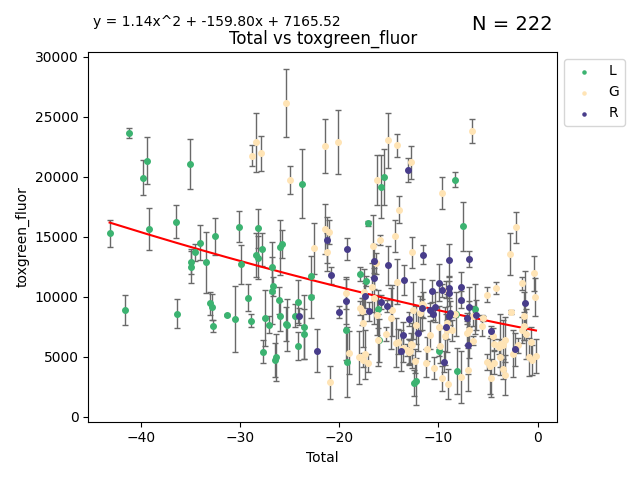 y = 1.14x^2 + -159.80x + 7165.52
N = 222
Total vs toxgreen_fluor
30000
25000
20000
15000
10000
5000
0
toxgreen_fluor
−40
−30
−20
−10
0
Total
L
G
R